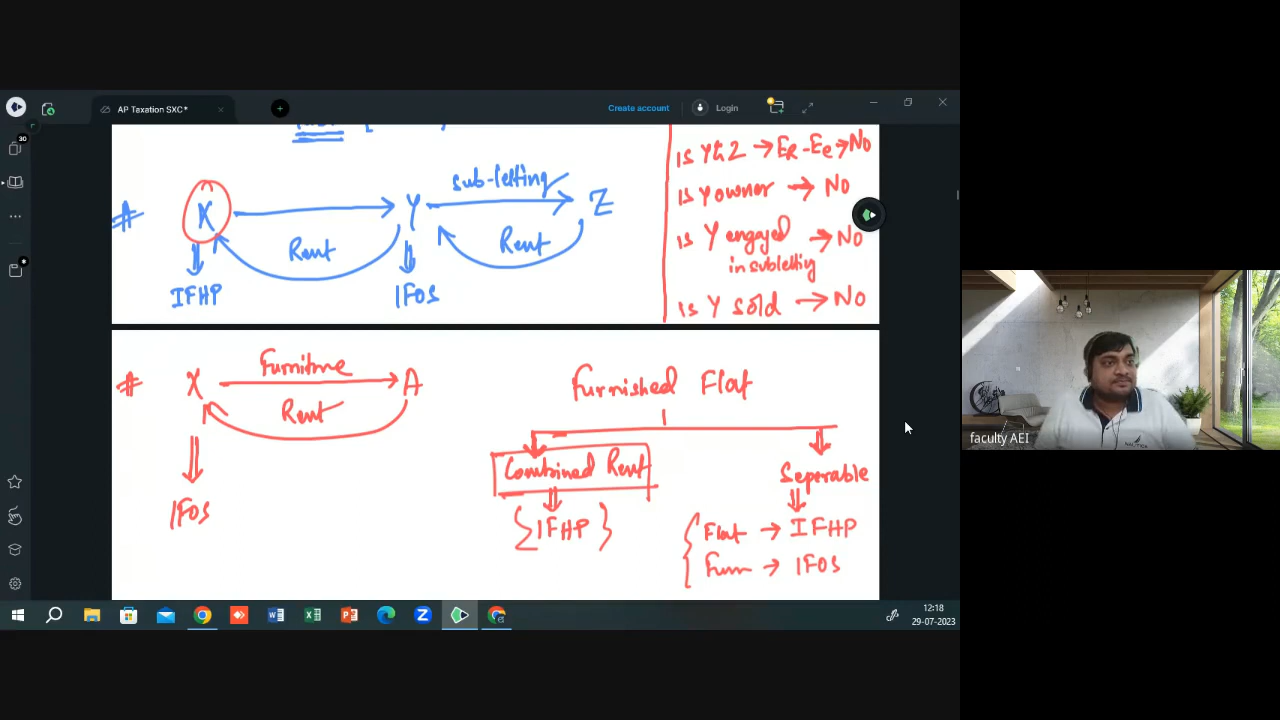 AP Taxation SXC*
Create account
Login
30
# X Y sub-letting Z
Rent
Rent
IFHP
IFOS
is Y & Z → ER-Ee → No
is Y owner → No
is Y engaged → No
in subletting
is Y sold → No
# X Furniture A
Rent
IFOS
Furnished Flat
Combined Rent
{IFHP}
Seperable
Flat → IFHP
Furn → IFOS
faculty AEI
NAUTICA
12:18
29-07-2023